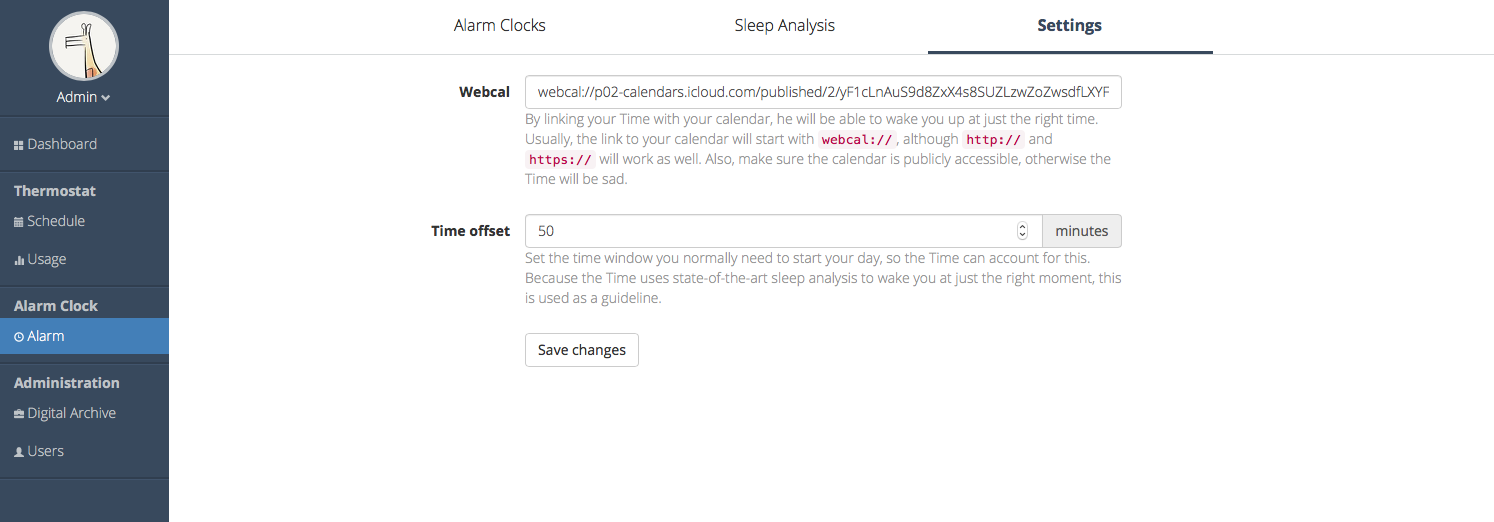 Admin
Dashboard
Thermostat
Schedule
Usage
Alarm Clock
Alarm
Administration
Digital Archive
Users
Alarm Clocks
Sleep Analysis
Settings
Webcal
webcal://p02-calendars.icloud.com/published/2/yF1cLnAuS9d8ZxX4s8SUZLzwZoZwsdfLXYF
By linking your Time with your calendar, he will be able to wake you up at just the right time.
Usually, the link to your calendar will start with webcal://, although http:// and
https:// will work as well. Also, make sure the calendar is publicly accessible, otherwise the
Time will be sad.
Time offset
50
minutes
Set the time window you normally need to start your day, so the Time can account for this.
Because the Time uses state-of-the-art sleep analysis to wake you at just the right moment, this
is used as a guideline.
Save changes